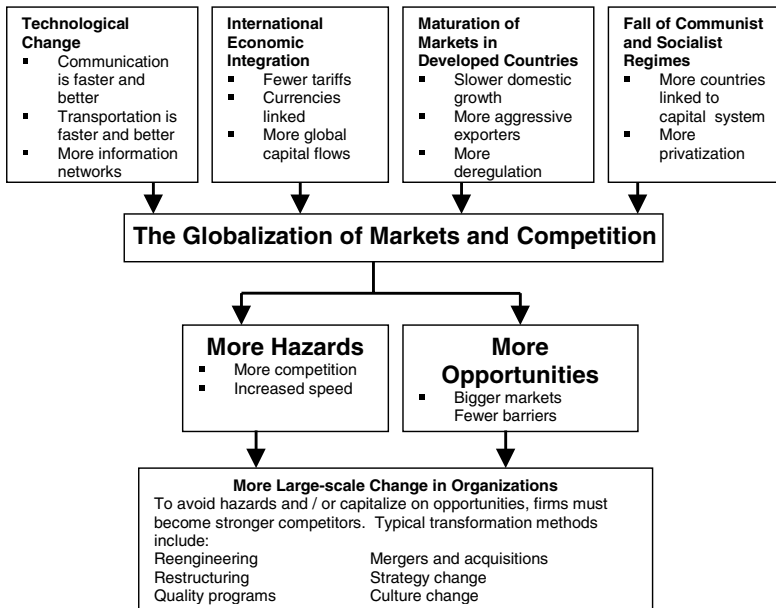 Technological
Change
▪ Communication
is faster and
better
▪ Transportation is
faster and better
▪ More information
networks
International
Economic
Integration
▪ Fewer tariffs
▪ Currencies
linked
▪ More global
capital flows
Maturation of
Markets in
Developed Countries
▪ Slower domestic
growth
▪ More aggressive
exporters
▪ More
deregulation
Fall of Communist
and Socialist
Regimes
▪ More countries
linked to
capital system
▪ More
privatization
The Globalization of Markets and Competition
More Hazards
▪ More competition
▪ Increased speed
More
Opportunities
▪ Bigger markets
Fewer barriers
More Large-scale Change in Organizations
To avoid hazards and / or capitalize on opportunities, firms must
become stronger competitors. Typical transformation methods
include:
Reengineering Mergers and acquisitions
Restructuring Strategy change
Quality programs Culture change